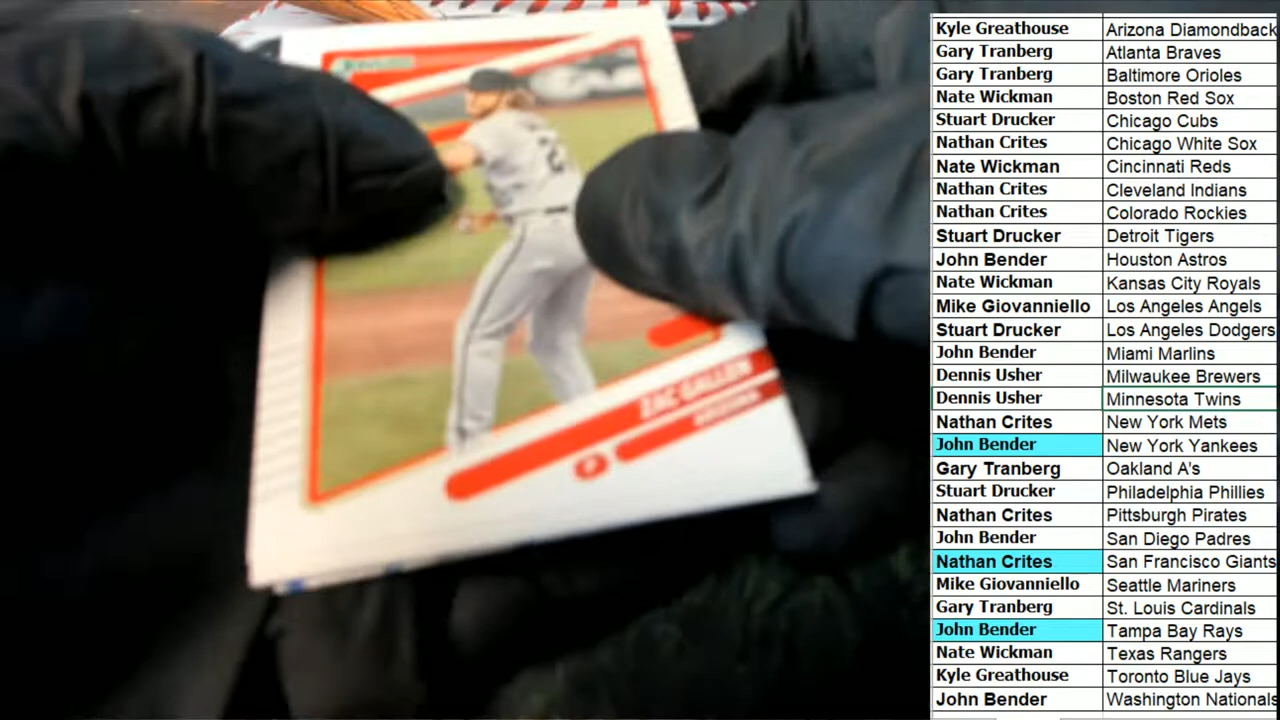 DONRUSS
ZAC GALLEN
ARIZONA
P
2
Kyle Greathouse Arizona Diamondback
Gary Tranberg Atlanta Braves
Gary Tranberg Baltimore Orioles
Nate Wickman Boston Red Sox
Stuart Drucker Chicago Cubs
Nathan Crites Chicago White Sox
Nate Wickman Cincinnati Reds
Nathan Crites Cleveland Indians
Nathan Crites Colorado Rockies
Stuart Drucker Detroit Tigers
John Bender Houston Astros
Nate Wickman Kansas City Royals
Mike Giovanniello Los Angeles Angels
Stuart Drucker Los Angeles Dodgers
John Bender Miami Marlins
Dennis Usher Milwaukee Brewers
Dennis Usher Minnesota Twins
Nathan Crites New York Mets
John Bender New York Yankees
Gary Tranberg Oakland A's
Stuart Drucker Philadelphia Phillies
Nathan Crites Pittsburgh Pirates
John Bender San Diego Padres
Nathan Crites San Francisco Giants
Mike Giovanniello Seattle Mariners
Gary Tranberg St. Louis Cardinals
John Bender Tampa Bay Rays
Nate Wickman Texas Rangers
Kyle Greathouse Toronto Blue Jays
John Bender Washington Nationals